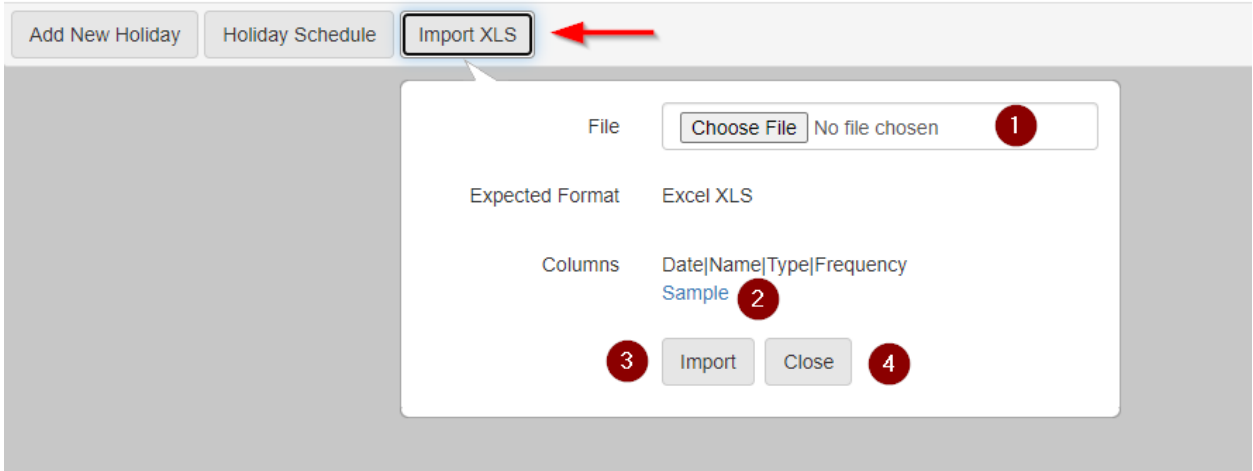 Add New Holiday Holiday Schedule Import XLS
File Choose File No file chosen 1
Expected Format Excel XLS
Columns Date|Name|Type|Frequency
Sample 2
3 Import Close 4